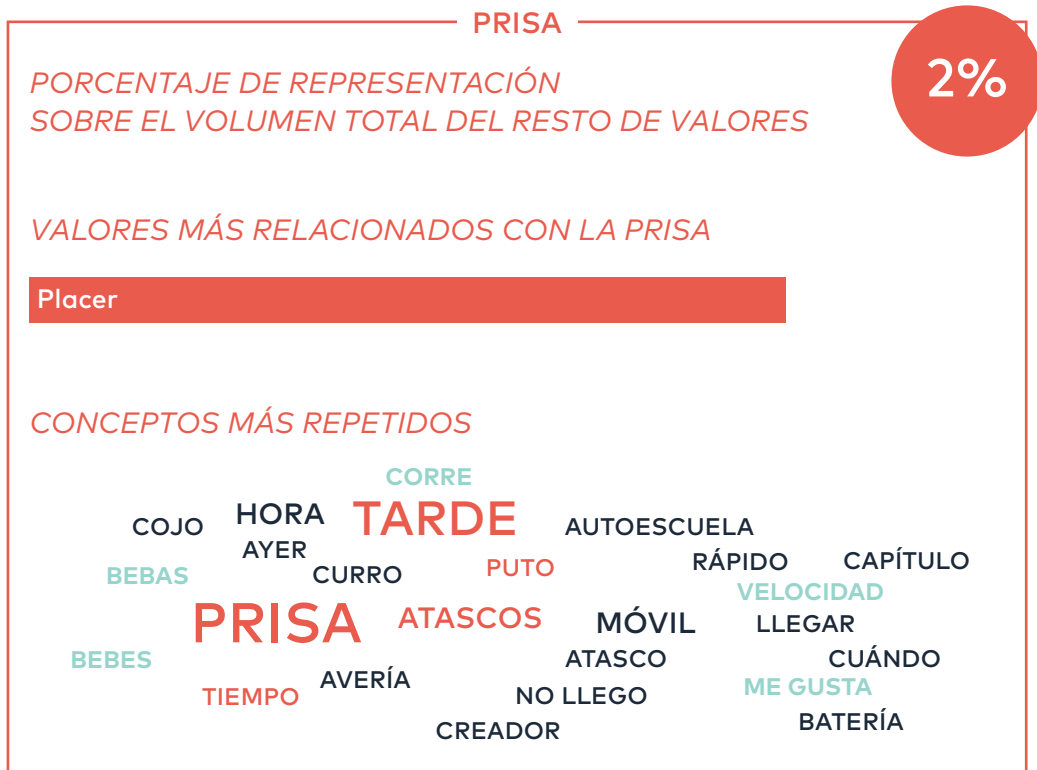 PRISA
2%
PORCENTAJE DE REPRESENTACIÓN
SOBRE EL VOLUMEN TOTAL DEL RESTO DE VALORES
VALORES MÁS RELACIONADOS CON LA PRISA
Placer
CONCEPTOS MÁS REPETIDOS
CORRE
COJO HORA TARDE AUTOESCUELA
AYER RÁPIDO CAPÍTULO
BEBAS CURRO PUTO VELOCIDAD
PRISA ATASCOS MÓVIL LLEGAR
BEBES ATASCO CUÁNDO
TIEMPO AVERÍA NO LLEGO ME GUSTA
CREADOR BATERÍA